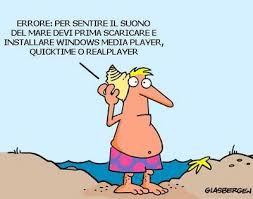 ERRORE: PER SENTIRE IL SUONO
DEL MARE DEVI PRIMA SCARICARE E
INSTALLARE WINDOWS MEDIA PLAYER,
QUICKTIME O REALPLAYER
GLASBERGEN